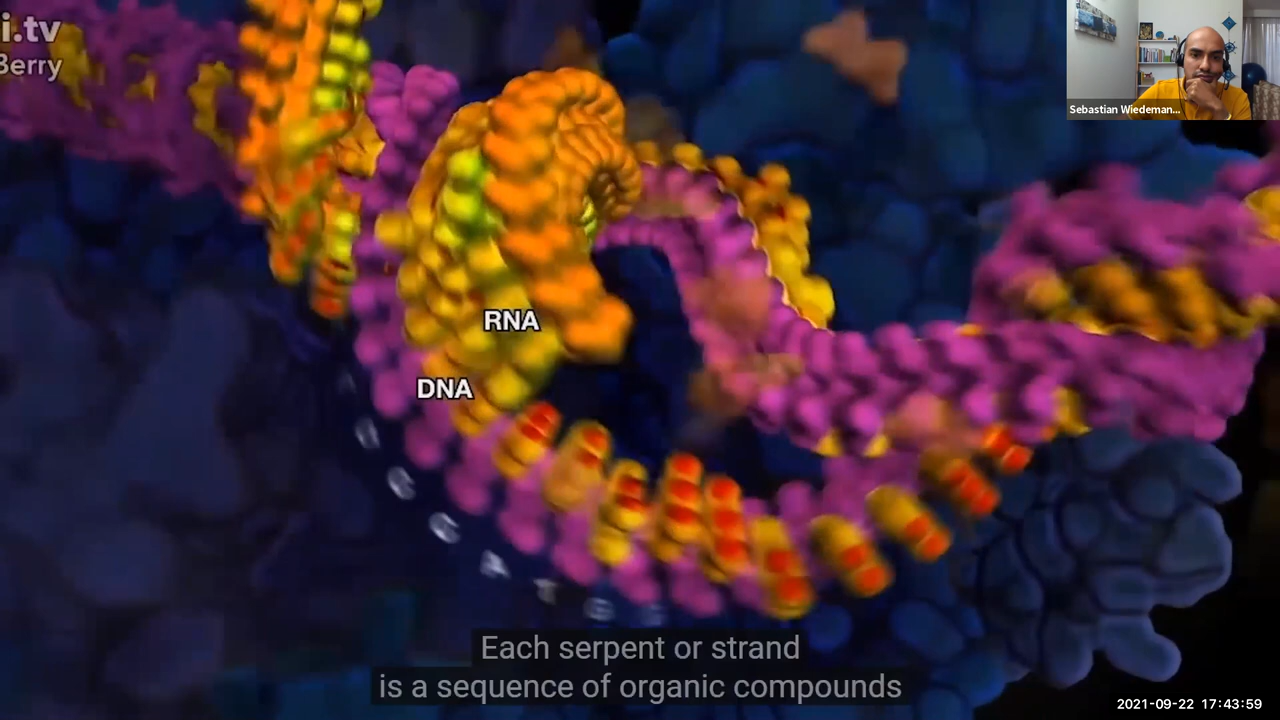 i.tv
Berry
Sebastian Wiedeman...
RNA
DNA
Each serpent or strand
is a sequence of organic compounds
2021-09-22 17:43:59